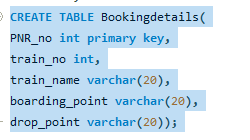 CREATE TABLE Bookingdetails(
PNR_no int primary key,
train_no int,
train_name varchar(20),
boarding_point varchar(20),
drop_point varchar(20));